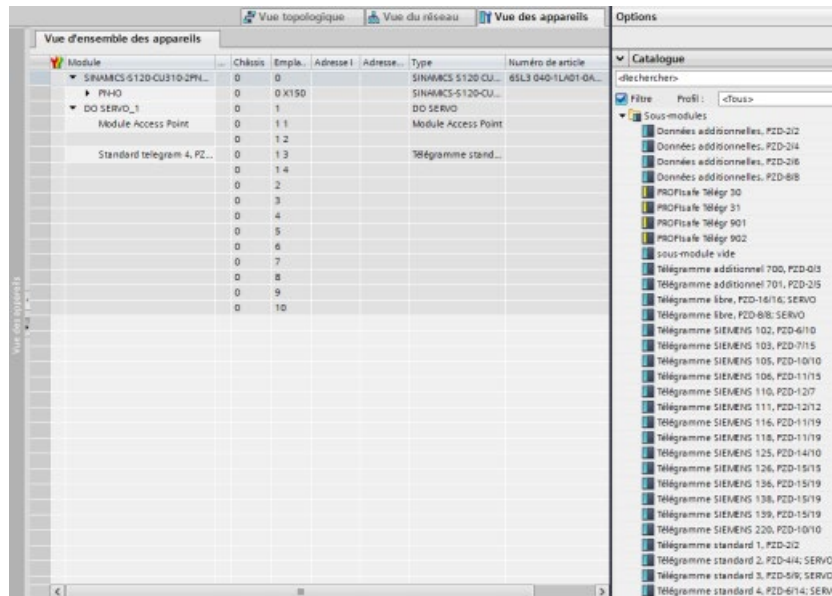 Vue topologique Vue du réseau Vue des appareils Options
Vue d'ensemble des appareils
Module ... Châssis Empla.. Adresse I Adresse... Type Numéro de article
SINAMICS-S120-CU310-2PN... 0 0 SINAMICS S120 CU... 6SL3 040-1LA01-0A...
PN-IO 0 0 X150 SINAMICS-S120-CU...
DO SERVO_1 0 1 DO SERVO
Module Access Point 0 1 1 Module Access Point
0 1 2
Standard telegram 4, PZ... 0 1 3 Télégramme stand...
0 1 4
0 2
0 3
0 4
0 5
0 6
0 7
0 8
0 9
0 10
Vue des appareils
Catalogue
<Rechercher>
Filtre Profil : <Tous>
Sous-modules
Données additionnelles, PZD-2/2
Données additionnelles, PZD-2/4
Données additionnelles, PZD-2/6
Données additionnelles, PZD-8/8
PROFIsafe Télégr 30
PROFIsafe Télégr 31
PROFIsafe Télégr 901
PROFIsafe Télégr 902
sous-module vide
Télégramme additionnel 700, PZD-0/3
Télégramme additionnel 701, PZD-2/5
Télégramme libre, PZD-16/16; SERVO
Télégramme libre, PZD-8/8; SERVO
Télégramme SIEMENS 102, PZD-6/10
Télégramme SIEMENS 103, PZD-7/15
Télégramme SIEMENS 105, PZD-10/10
Télégramme SIEMENS 106, PZD-11/15
Télégramme SIEMENS 110, PZD-12/7
Télégramme SIEMENS 111, PZD-12/12
Télégramme SIEMENS 116, PZD-11/19
Télégramme SIEMENS 118, PZD-11/19
Télégramme SIEMENS 125, PZD-14/10
Télégramme SIEMENS 126, PZD-15/15
Télégramme SIEMENS 136, PZD-15/19
Télégramme SIEMENS 138, PZD-15/19
Télégramme SIEMENS 139, PZD-15/19
Télégramme SIEMENS 220, PZD-10/10
Télégramme standard 1, PZD-2/2
Télégramme standard 2, PZD-4/4; SERVO
Télégramme standard 3, PZD-5/9; SERVO
Télégramme standard 4, PZD-6/14; SERV